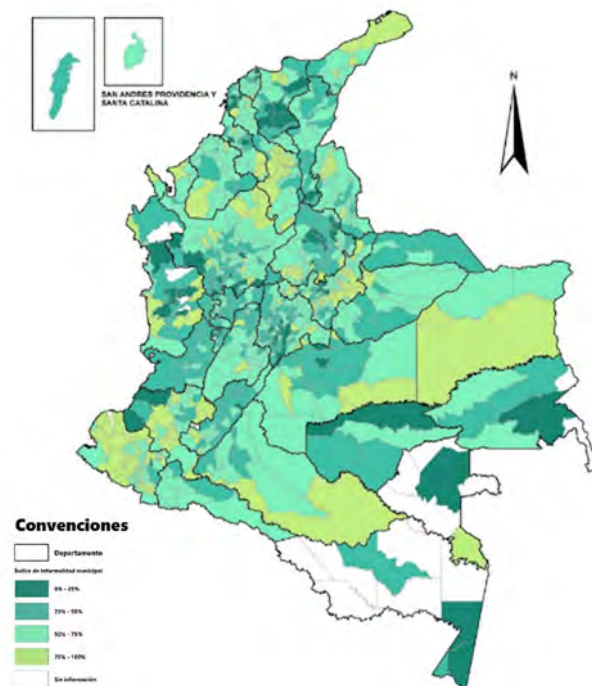 SAN ANDRES PROVIDENCIA Y
SANTA CATALINA
N
Convenciones
Departamento
Índice de informalidad municipal
0% - 25%
25% - 50%
50% - 75%
75% - 100%
Sin información